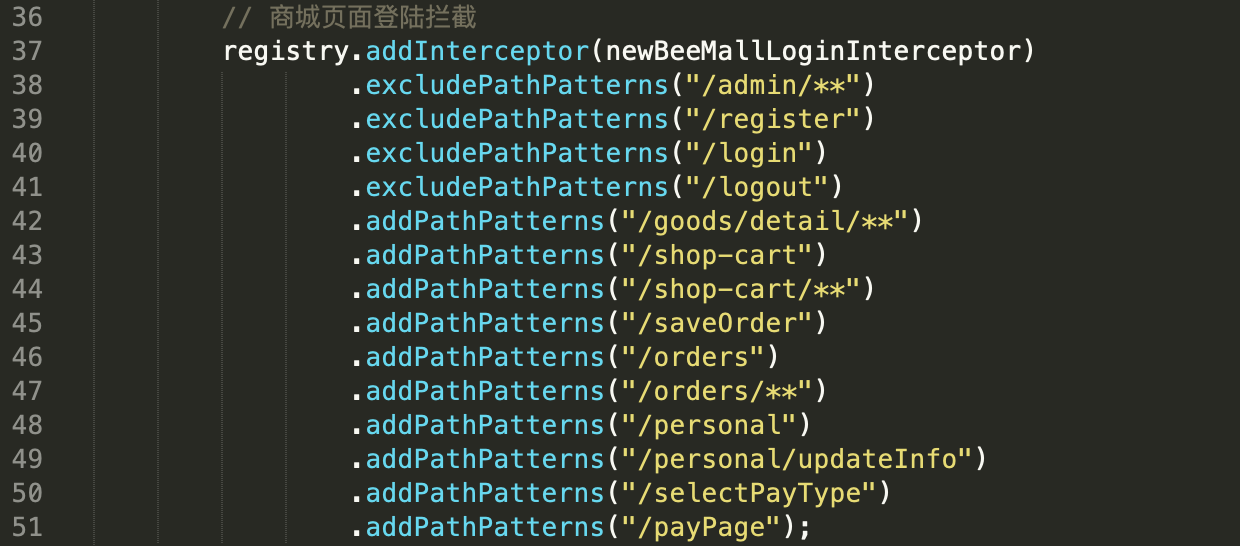 36 // 商城页面登陆拦截
37 registry.addInterceptor(newBeeMallLoginInterceptor)
38 .excludePathPatterns("/admin/**")
39 .excludePathPatterns("/register")
40 .excludePathPatterns("/login")
41 .excludePathPatterns("/logout")
42 .addPathPatterns("/goods/detail/**")
43 .addPathPatterns("/shop-cart")
44 .addPathPatterns("/shop-cart/**")
45 .addPathPatterns("/saveOrder")
46 .addPathPatterns("/orders")
47 .addPathPatterns("/orders/**")
48 .addPathPatterns("/personal")
49 .addPathPatterns("/personal/updateInfo")
50 .addPathPatterns("/selectPayType")
51 .addPathPatterns("/payPage");